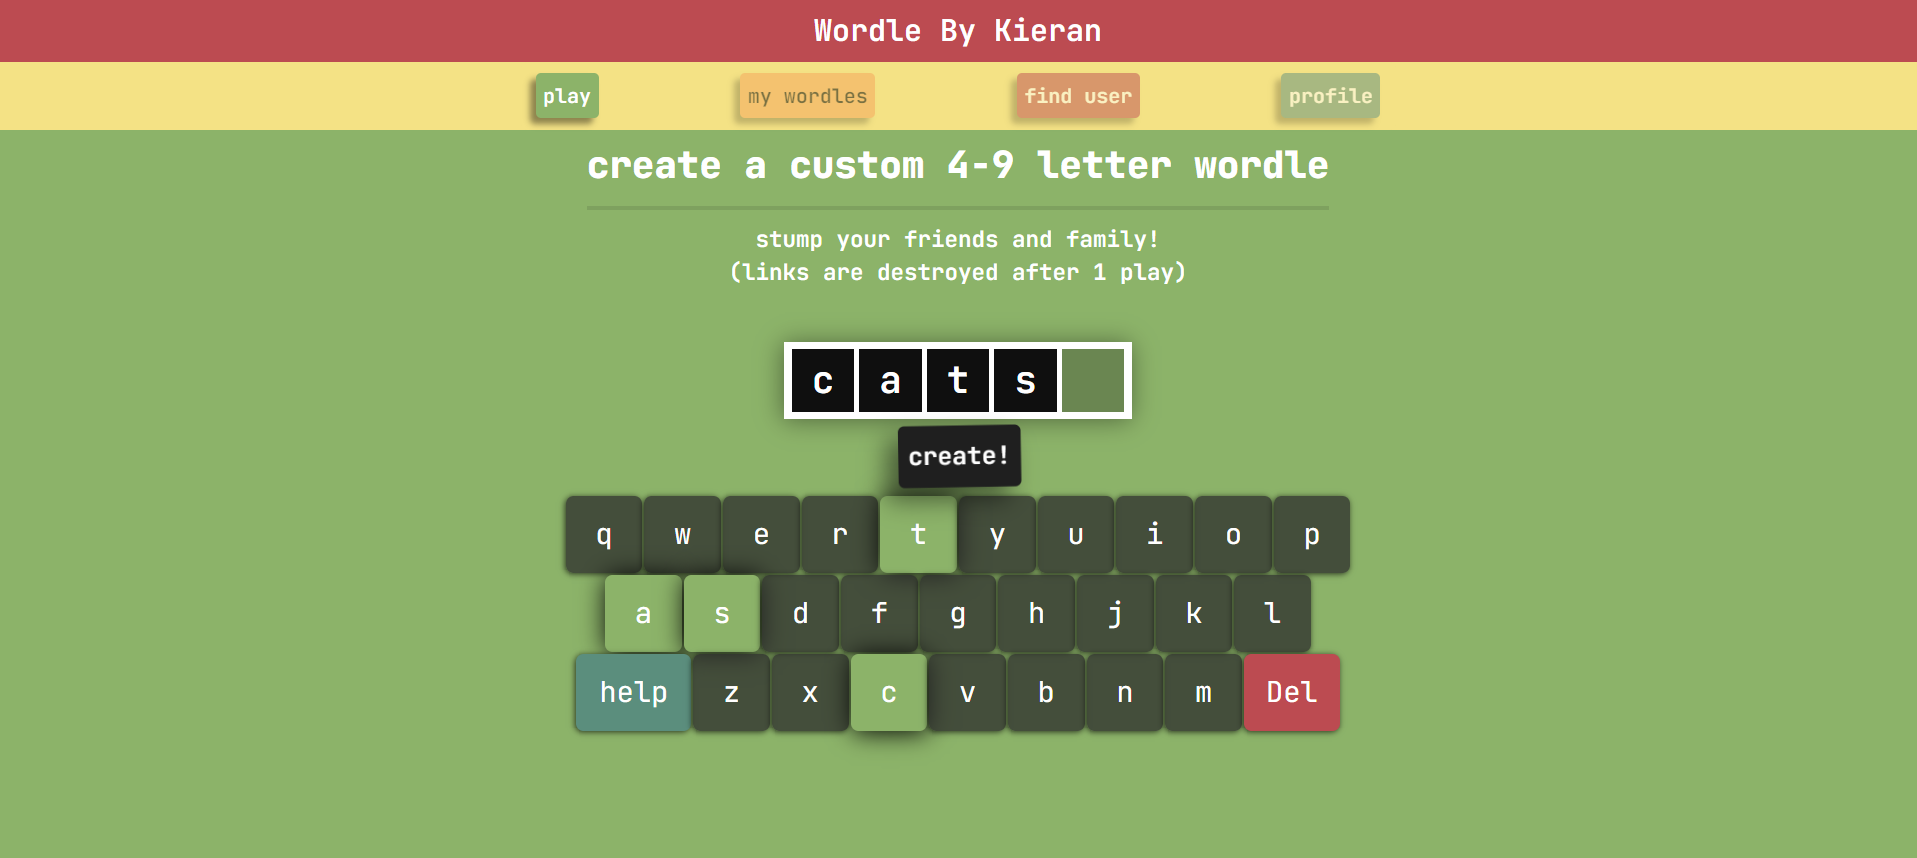 Wordle By Kieran
play my wordles find user profile
create a custom 4-9 letter wordle
stump your friends and family!
(links are destroyed after 1 play)
c a t s
create!
q w e r t y u i o p
a s d f g h j k l
help z x c v b n m Del